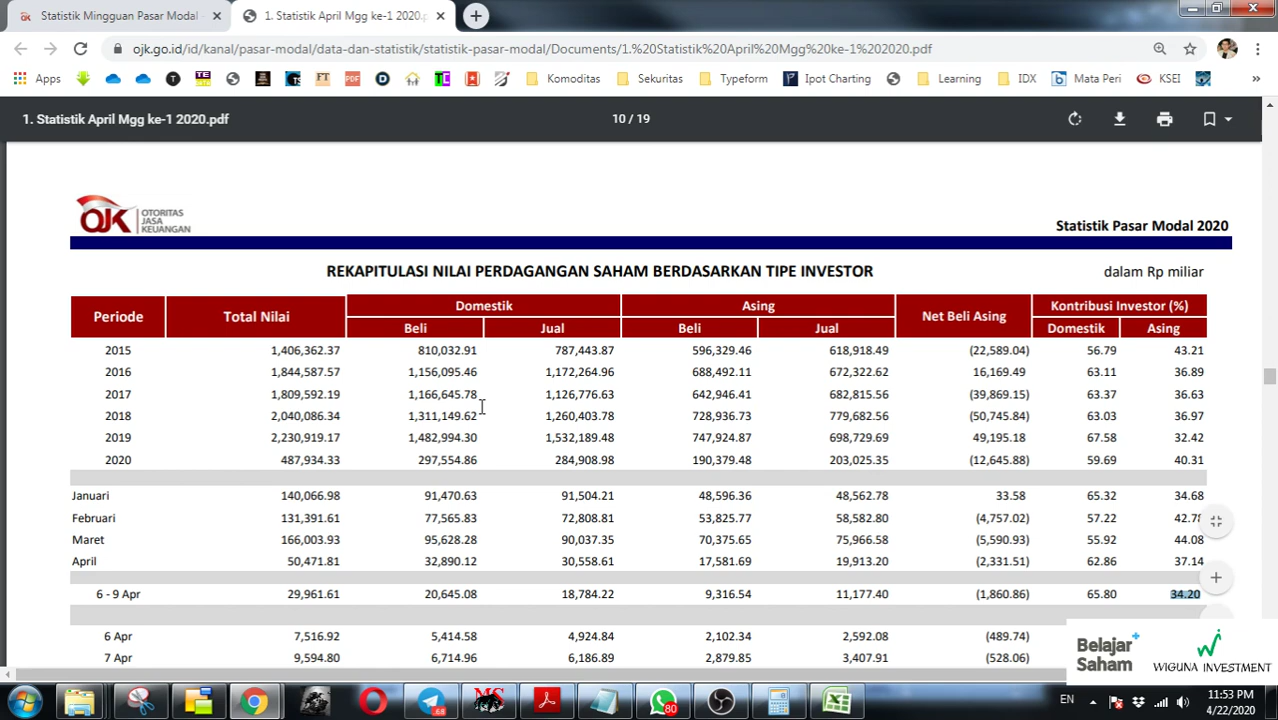 Statistik Mingguan Pasar Modal
1. Statistik April Mgg ke-1 2020.p
ojk.go.id/id/kanal/pasar-modal/data-dan-statistik/statistik-pasar-modal/Documents/1.%20Statistik%20April%20Mgg%20ke-1%202020.pdf
Apps Komoditas Sekuritas Typeform Ipot Charting Learning IDX Mata Peri KSEI »
1. Statistik April Mgg ke-1 2020.pdf 10 / 19
OJK OTORITAS JASA KEUANGAN
Statistik Pasar Modal 2020
REKAPITULASI NILAI PERDAGANGAN SAHAM BERDASARKAN TIPE INVESTOR dalam Rp miliar
Periode Total Nilai Domestik Asing Net Beli Asing Kontribusi Investor (%)
Beli Jual Beli Jual Domestik Asing
2015 1,406,362.37 810,032.91 787,443.87 596,329.46 618,918.49 (22,589.04) 56.79 43.21
2016 1,844,587.57 1,156,095.46 1,172,264.96 688,492.11 672,322.62 16,169.49 63.11 36.89
2017 1,809,592.19 1,166,645.78 1,126,776.63 642,946.41 682,815.56 (39,869.15) 63.37 36.63
2018 2,040,086.34 1,311,149.62 1,260,403.78 728,936.73 779,682.56 (50,745.84) 63.03 36.97
2019 2,230,919.17 1,482,994.30 1,532,189.48 747,924.87 698,729.69 49,195.18 67.58 32.42
2020 487,934.33 297,554.86 284,908.98 190,379.48 203,025.35 (12,645.88) 59.69 40.31
Januari 140,066.98 91,470.63 91,504.21 48,596.36 48,562.78 33.58 65.32 34.68
Februari 131,391.61 77,565.83 72,808.81 53,825.77 58,582.80 (4,757.02) 57.22 42.78
Maret 166,003.93 95,628.28 90,037.35 70,375.65 75,966.58 (5,590.93) 55.92 44.08
April 50,471.81 32,890.12 30,558.61 17,581.69 19,913.20 (2,331.51) 62.86 37.14
6 - 9 Apr 29,961.61 20,645.08 18,784.22 9,316.54 11,177.40 (1,860.86) 65.80 34.20
6 Apr 7,516.92 5,414.58 4,924.84 2,102.34 2,592.08 (489.74)
7 Apr 9,594.80 6,714.96 6,186.89 2,879.85 3,407.91 (528.06)
Belajar+ Saham
WIGUNA INVESTMENT
EN 11:53 PM
4/22/2020